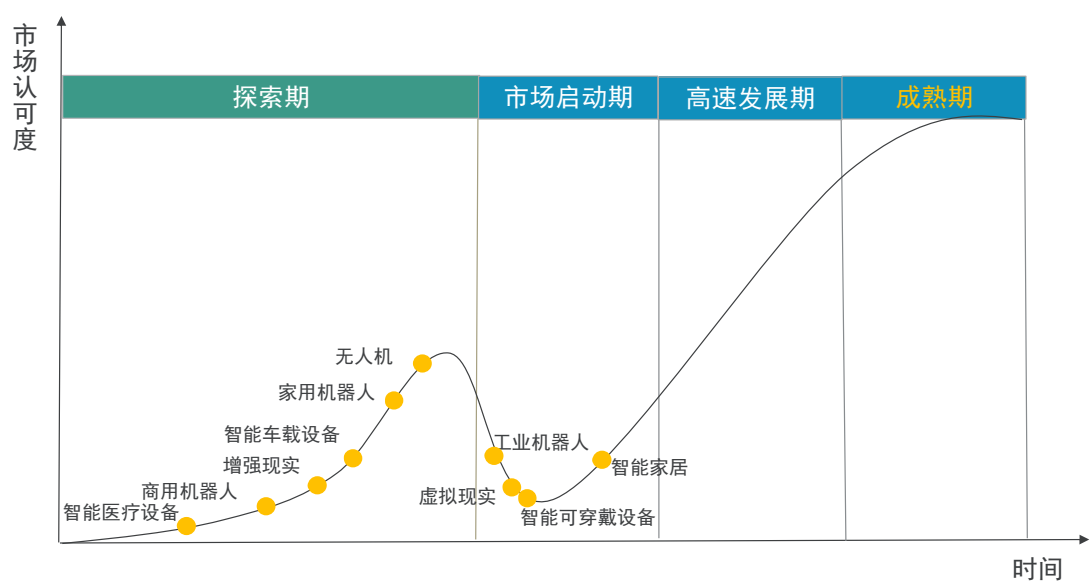 市场认可度
探索期
市场启动期
高速发展期
成熟期
无人机
家用机器人
智能车载设备
增强现实
商用机器人
智能医疗设备
工业机器人
智能家居
虚拟现实
智能可穿戴设备
时间